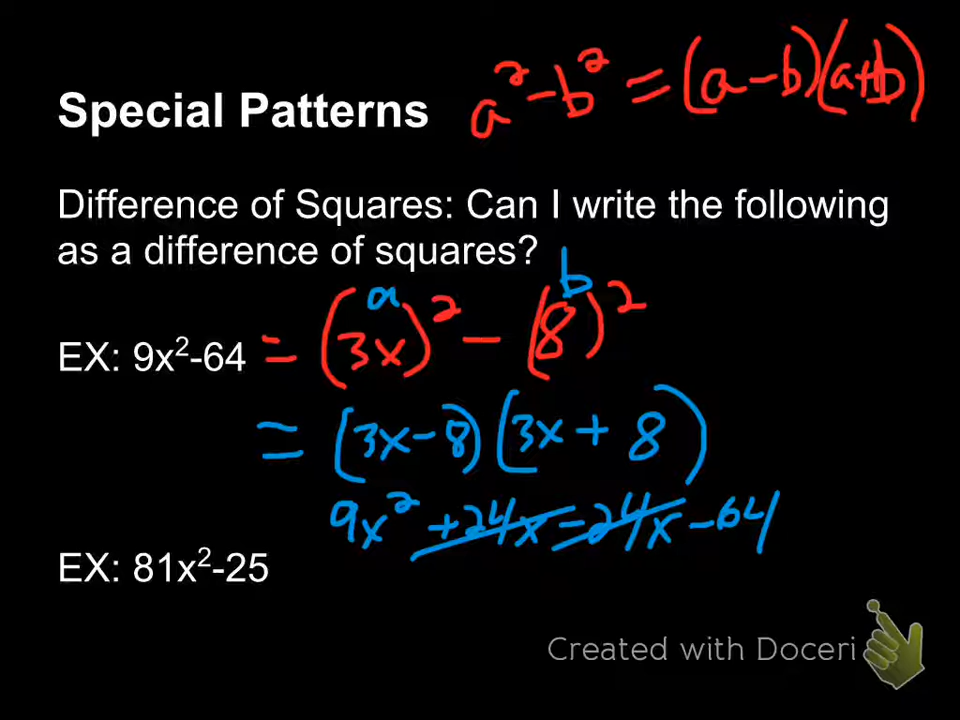 a² - b² = (a - b)(a + b)
Special Patterns
Difference of Squares: Can I write the following
as a difference of squares?
a b
EX: 9x²-64 = (3x)² - (8)²
= (3x - 8)(3x + 8)
9x² +24x -24x - 64
EX: 81x²-25
Created with Doceri